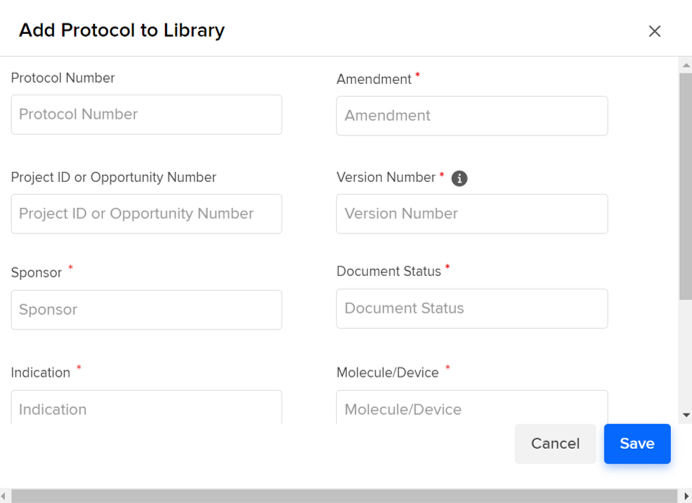 Add Protocol to Library
Protocol Number
Amendment *
Protocol Number
Amendment
Project ID or Opportunity Number
Version Number *
Project ID or Opportunity Number
Version Number
Sponsor *
Document Status *
Sponsor
Document Status
Indication *
Molecule/Device *
Indication
Molecule/Device
Cancel
Save